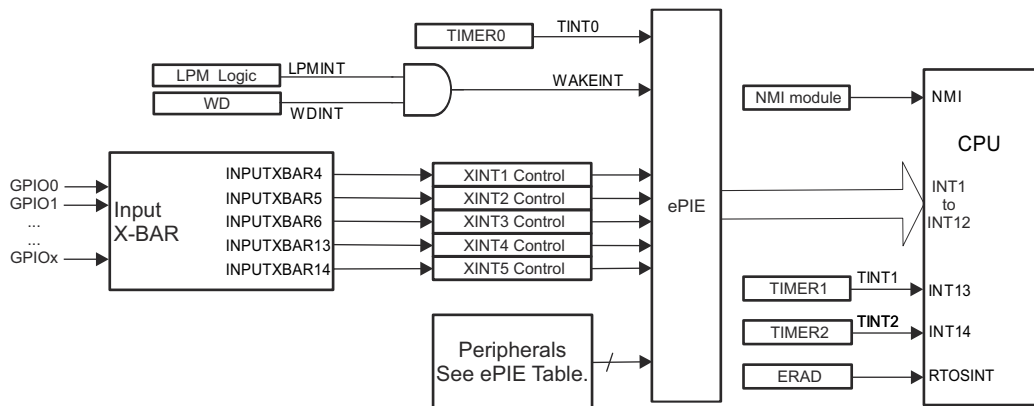 TIMER0
TINT0
LPM Logic
LPMINT
WD
WDINT
WAKEINT
GPIO0
GPIO1
...
...
GPIOx
Input
X-BAR
INPUTXBAR4
INPUTXBAR5
INPUTXBAR6
INPUTXBAR13
INPUTXBAR14
XINT1 Control
XINT2 Control
XINT3 Control
XINT4 Control
XINT5 Control
Peripherals
See ePIE Table.
ePIE
NMI module
NMI
CPU
INT1
to
INT12
TIMER1
TINT1
INT13
TIMER2
TINT2
INT14
ERAD
RTOSINT